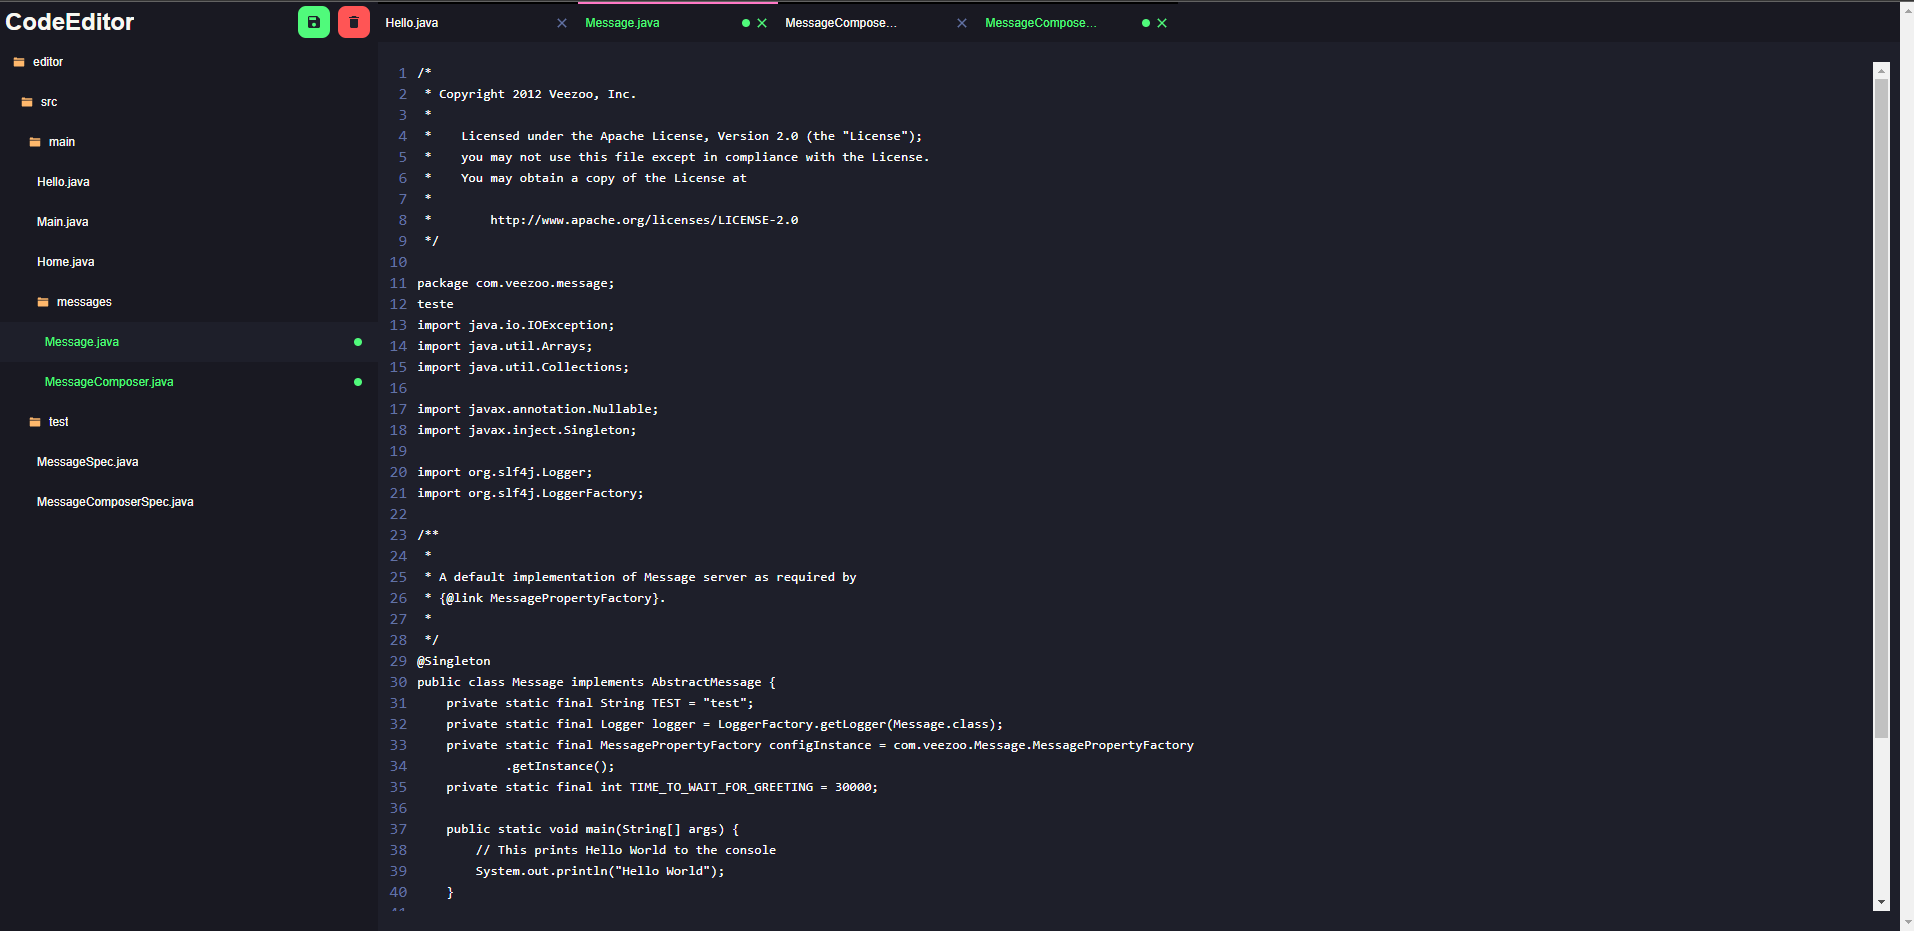 CodeEditor
Hello.java
Message.java
MessageCompose...
MessageCompose...
editor
src
main
Hello.java
Main.java
Home.java
messages
Message.java
MessageComposer.java
test
MessageSpec.java
MessageComposerSpec.java
1 /*
2  * Copyright 2012 Veezoo, Inc.
3  *
4  *    Licensed under the Apache License, Version 2.0 (the "License");
5  *    you may not use this file except in compliance with the License.
6  *    You may obtain a copy of the License at
7  *
8  *        http://www.apache.org/licenses/LICENSE-2.0
9  */
10
11 package com.veezoo.message;
12 teste
13 import java.io.IOException;
14 import java.util.Arrays;
15 import java.util.Collections;
16
17 import javax.annotation.Nullable;
18 import javax.inject.Singleton;
19
20 import org.slf4j.Logger;
21 import org.slf4j.LoggerFactory;
22
23 /**
24  *
25  * A default implementation of Message server as required by
26  * {@link MessagePropertyFactory}.
27  *
28  */
29 @Singleton
30 public class Message implements AbstractMessage {
31     private static final String TEST = "test";
32     private static final Logger logger = LoggerFactory.getLogger(Message.class);
33     private static final MessagePropertyFactory configInstance = com.veezoo.Message.MessagePropertyFactory
34             .getInstance();
35     private static final int TIME_TO_WAIT_FOR_GREETING = 30000;
36
37     public static void main(String[] args) {
38         // This prints Hello World to the console
39         System.out.println("Hello World");
40     }
41